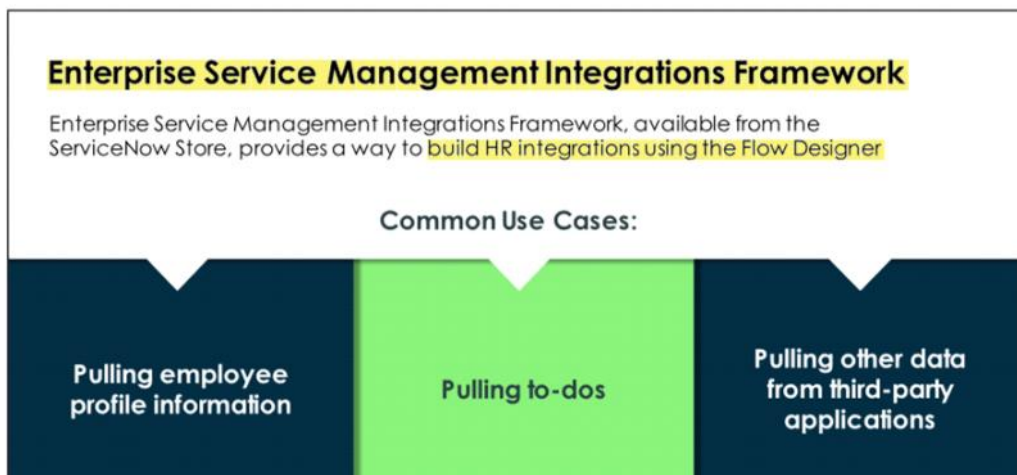 Enterprise Service Management Integrations Framework
Enterprise Service Management Integrations Framework, available from the
ServiceNow Store, provides a way to build HR integrations using the Flow Designer
Common Use Cases:
Pulling employee
profile information
Pulling to-dos
Pulling other data
from third-party
applications